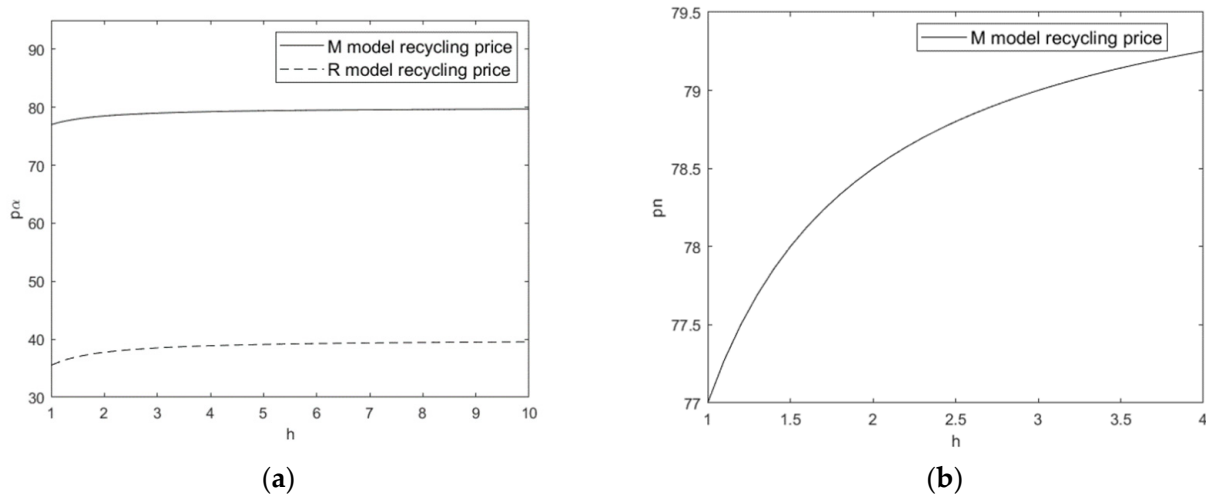 M model recycling price
R model recycling price
90
80
70
60
50
40
30
pα
1 2 3 4 5 6 7 8 9 10
h
(a)
M model recycling price
79.5
79
78.5
78
77.5
77
pn
1 1.5 2 2.5 3 3.5 4
h
(b)